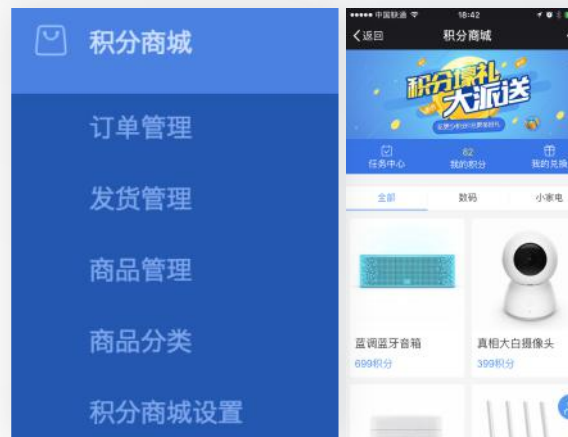 积分商城
订单管理
发货管理
商品管理
商品分类
积分商城设置
中国联通 18:42
返回 积分商城
积分壕礼
大派送
任务中心 82 我的积分 我的兑换
全部 数码 小家电
蓝调蓝牙音箱 真相大白摄像头
699积分 399积分